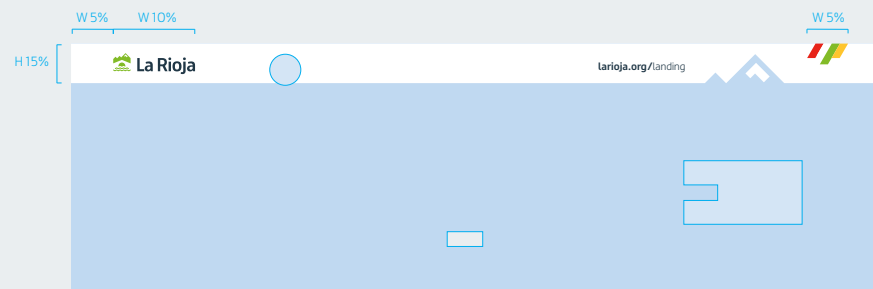 W 5%
W 10%
W 5%
H 15%
La Rioja
larioja.org/landing